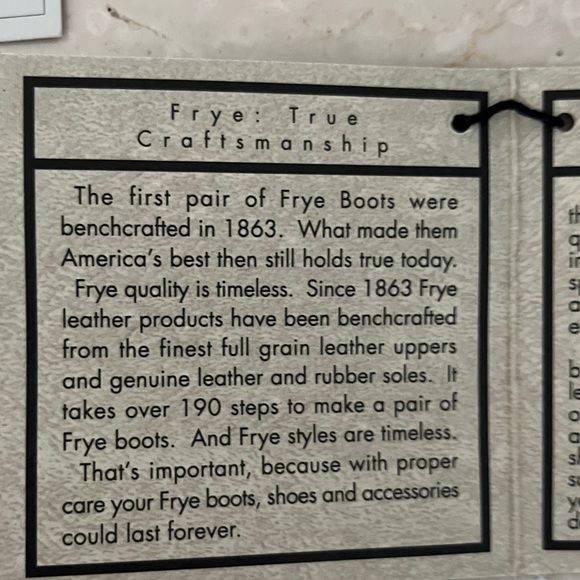 Frye: True
Craftsmanship
The first pair of Frye Boots were
benchcrafted in 1863. What made them
America's best then still holds true today.
Frye quality is timeless. Since 1863 Frye
leather products have been benchcrafted
from the finest full grain leather uppers
and genuine leather and rubber soles. It
takes over 190 steps to make a pair of
Frye boots. And Frye styles are timeless.
That's important, because with proper
care your Frye boots, shoes and accessories
could last forever.